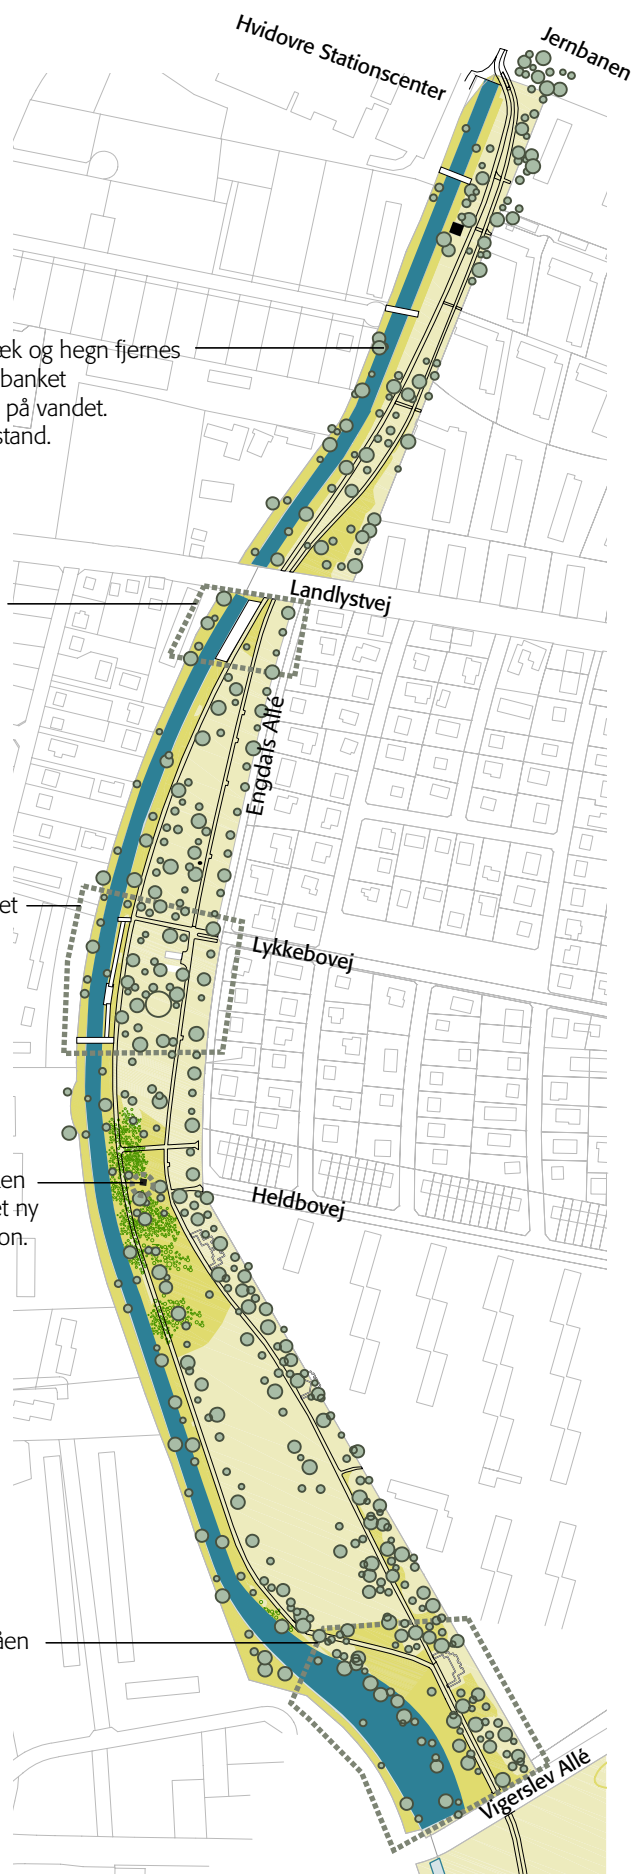 Hvidovre Stationscenter
Jernbanen
æk og hegn fjernes
banket
på vandet.
stand.
Landlystvej
Engdals Allé
et
Lykkebovej
en
et ny
on.
Heldbovej
åen
Vigerslev Allé